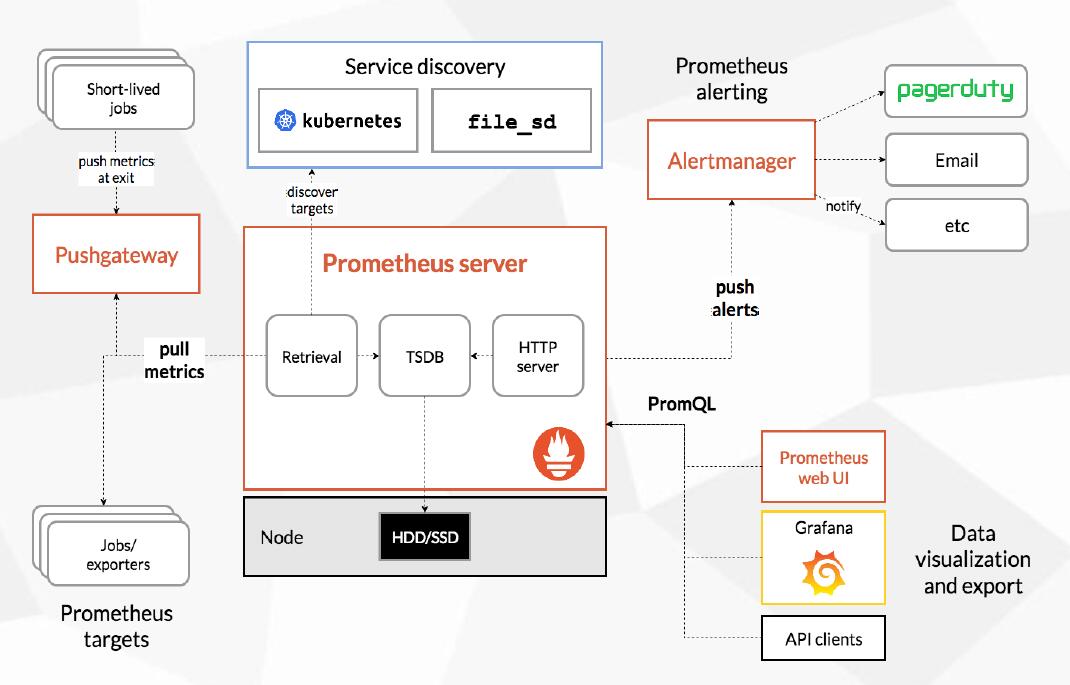 Short-lived
jobs
push metrics
at exit
Pushgateway
pull
metrics
Jobs/
exporters
Prometheus
targets
Service discovery
kubernetes
file_sd
discover
targets
Prometheus server
Retrieval
TSDB
HTTP
server
Node
HDD/SSD
Prometheus
alerting
Alertmanager
pagerduty
Email
etc
notify
push
alerts
PromQL
Prometheus
web UI
Grafana
API clients
Data
visualization
and export